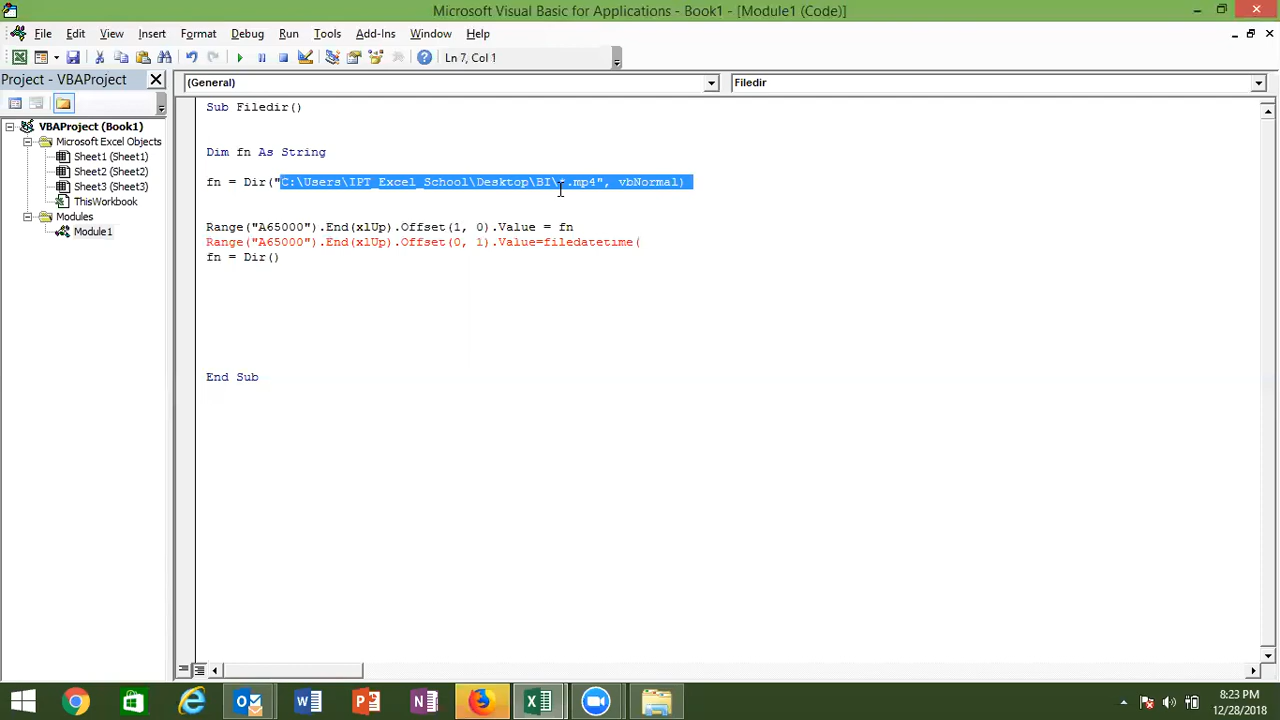 Microsoft Visual Basic for Applications - Book1 - [Module1 (Code)]
File Edit View Insert Format Debug Run Tools Add-Ins Window Help
Ln 7, Col 1
Project - VBAProject
(General) Filedir
VBAProject (Book1)
Microsoft Excel Objects
Sheet1 (Sheet1)
Sheet2 (Sheet2)
Sheet3 (Sheet3)
ThisWorkbook
Modules
Module1
Sub Filedir()
Dim fn As String
fn = Dir("C:\Users\IPT_Excel_School\Desktop\BI\*.mp4", vbNormal)
Range("A65000").End(xlUp).Offset(1, 0).Value = fn
Range("A65000").End(xlUp).Offset(0, 1).Value=filedatetime(
fn = Dir()
End Sub
8:23 PM
12/28/2018